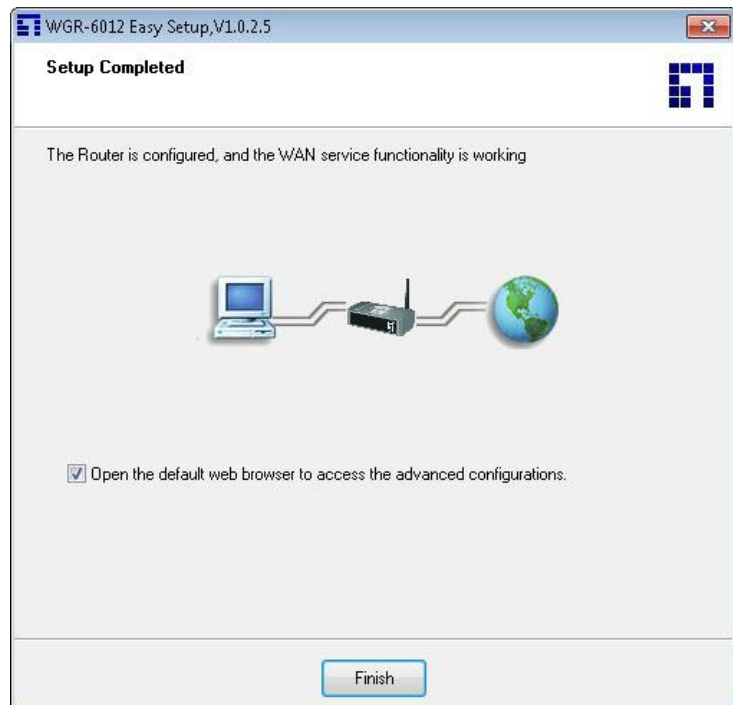 WGR-6012 Easy Setup,V1.0.2.5
Setup Completed
The Router is configured, and the WAN service functionality is working
Open the default web browser to access the advanced configurations.
Finish